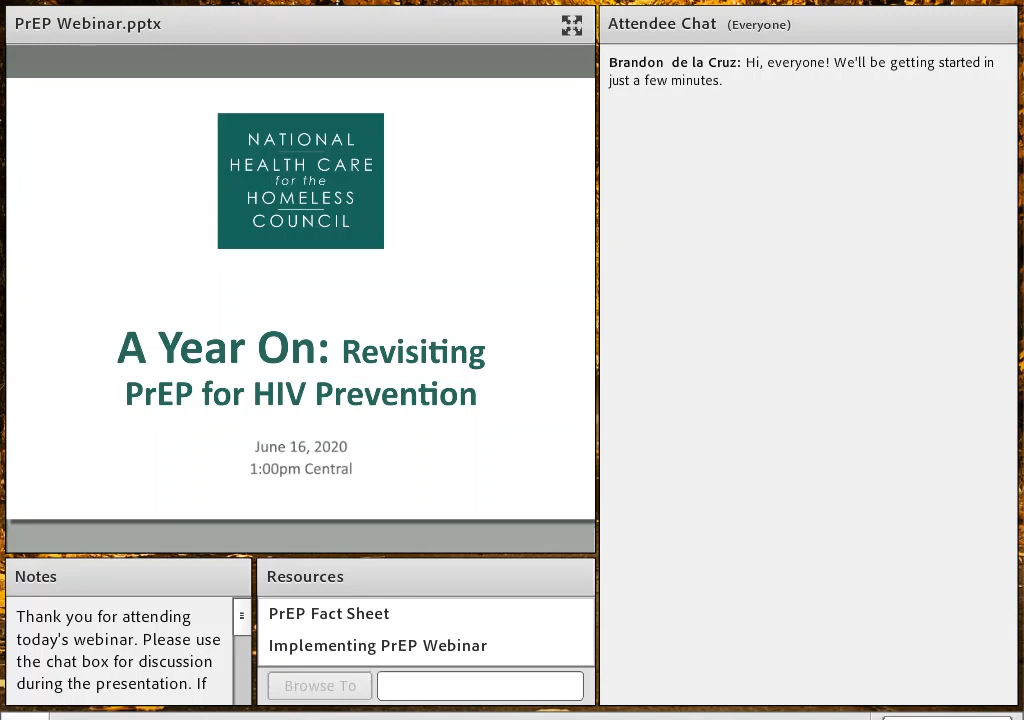 PrEP Webinar.pptx
NATIONAL
HEALTH CARE
for the
HOMELESS
COUNCIL
A Year On: Revisiting
PrEP for HIV Prevention
June 16, 2020
1:00pm Central
Notes
Thank you for attending
today's webinar. Please use
the chat box for discussion
during the presentation. If
Resources
PrEP Fact Sheet
Implementing PrEP Webinar
Browse To
Attendee Chat (Everyone)
Brandon de la Cruz: Hi, everyone! We'll be getting started in
just a few minutes.